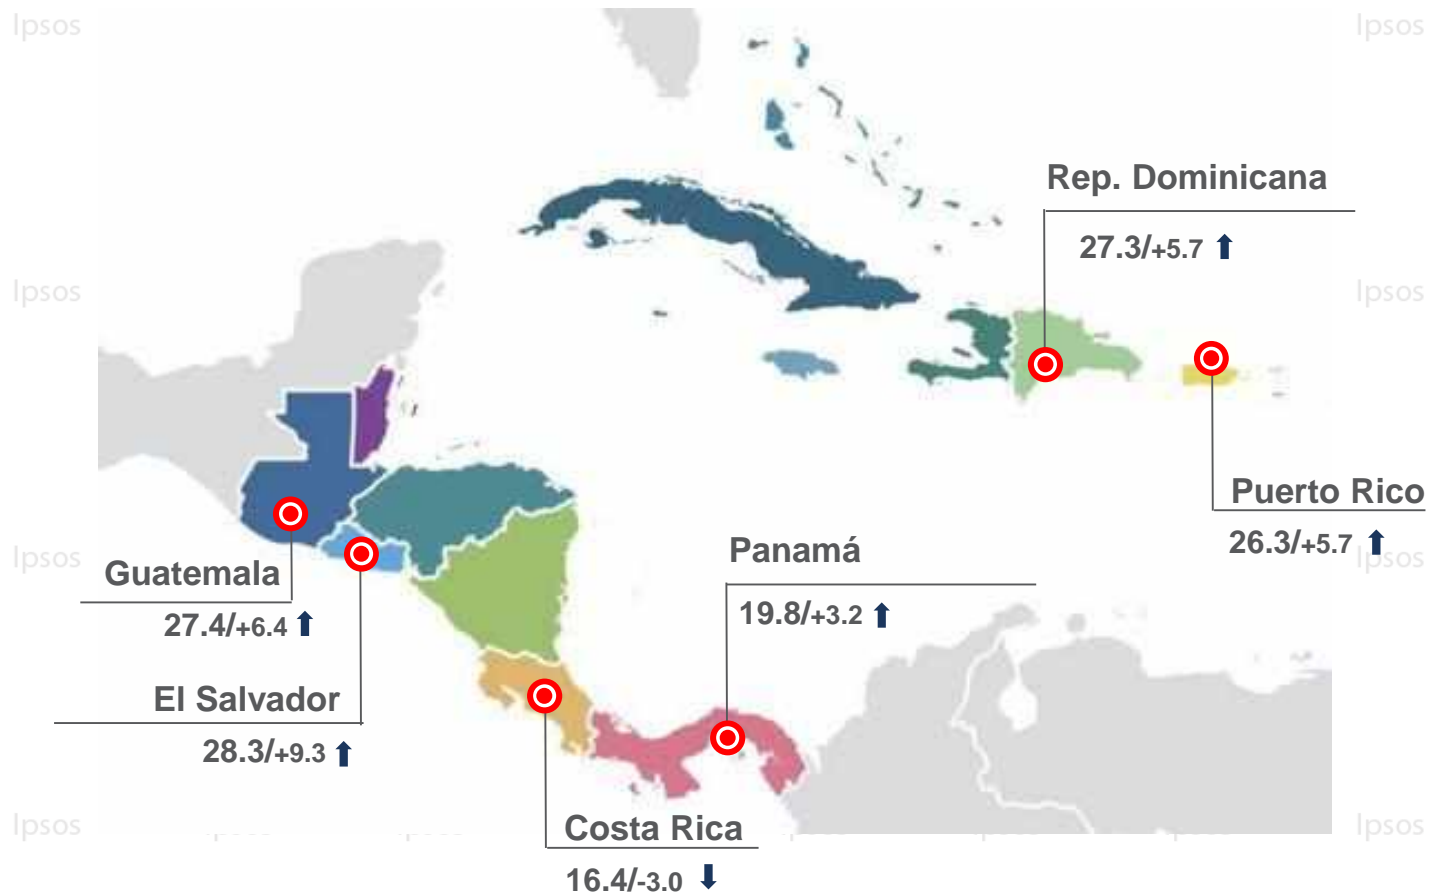 Ipsos
Ipsos
Rep. Dominicana
27.3/+5.7
Ipsos
Ipsos
Puerto Rico
26.3/+5.7
Panamá
19.8/+3.2
Ipsos
Ipsos
Guatemala
27.4/+6.4
El Salvador
28.3/+9.3
Ipsos
Costa Rica
16.4/-3.0
Ipsos